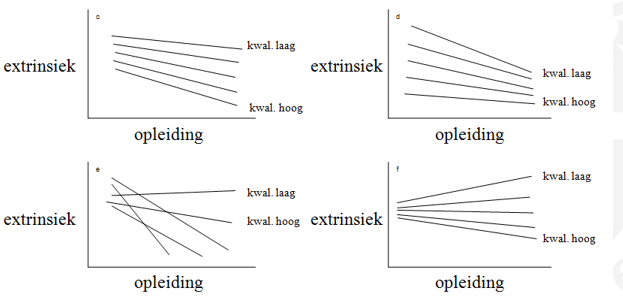 c
kwal. laag
extrinsiek
kwal. hoog
opleiding
d
extrinsiek
kwal. laag
kwal. hoog
opleiding
e
kwal. laag
extrinsiek
kwal. hoog
opleiding
f
kwal. laag
extrinsiek
kwal. hoog
opleiding